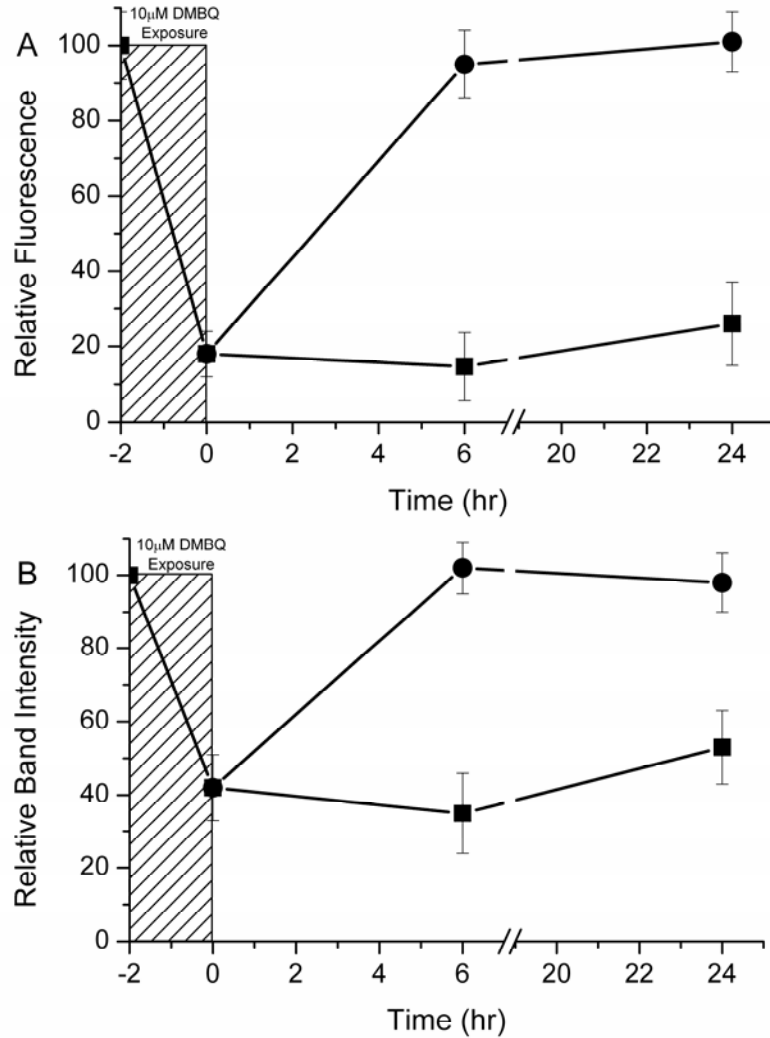 A
10μM DMBQ
Exposure
100
80
60
40
20
0
Relative Fluorescence
-2 0 2 4 6 20 22 24
Time (hr)
B
10μM DMBQ
Exposure
100
80
60
40
20
0
Relative Band Intensity
-2 0 2 4 6 20 22 24
Time (hr)